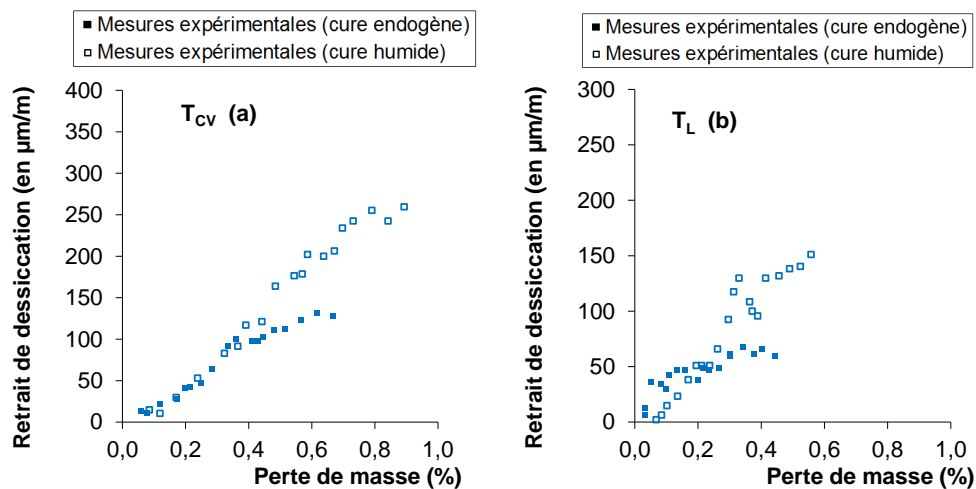 Mesures expérimentales (cure endogène)
Mesures expérimentales (cure humide)
T_CV (a)
Retrait de dessiccation (en µm/m)
400
350
300
250
200
150
100
50
0
0,0 0,2 0,4 0,6 0,8 1,0
Perte de masse (%)
Mesures expérimentales (cure endogène)
Mesures expérimentales (cure humide)
T_L (b)
Retrait de dessiccation (en µm/m)
300
250
200
150
100
50
0
0,0 0,2 0,4 0,6 0,8 1,0
Perte de masse (%)